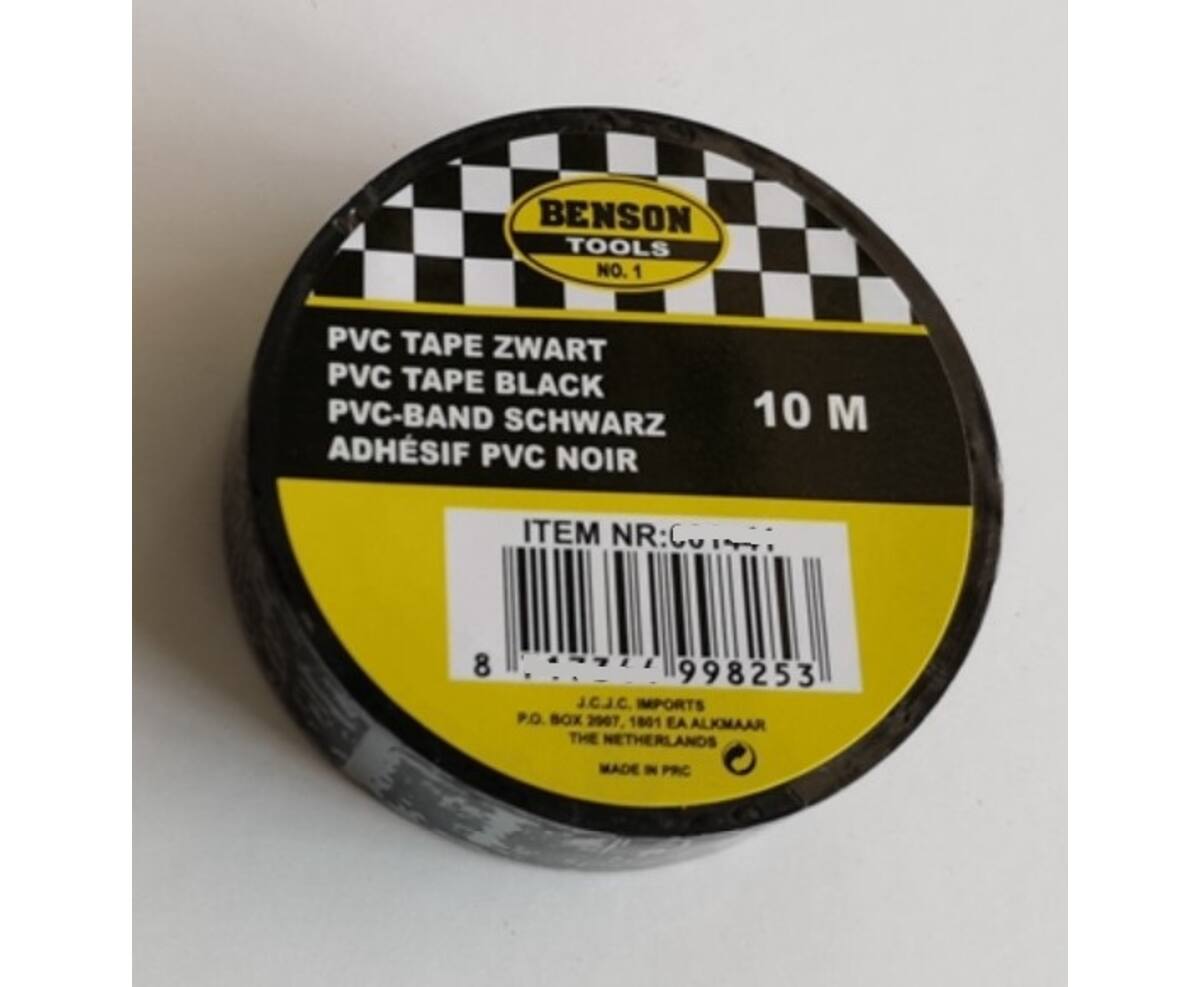 BENSON
TOOLS
NO. 1
PVC TAPE ZWART
PVC TAPE BLACK
PVC-BAND SCHWARZ
ADHÉSIF PVC NOIR
10 M
ITEM NR:
8 998253
J.C.J.C. IMPORTS
P.O. BOX 2007, 1801 EA ALKMAAR
THE NETHERLANDS
MADE IN PRC